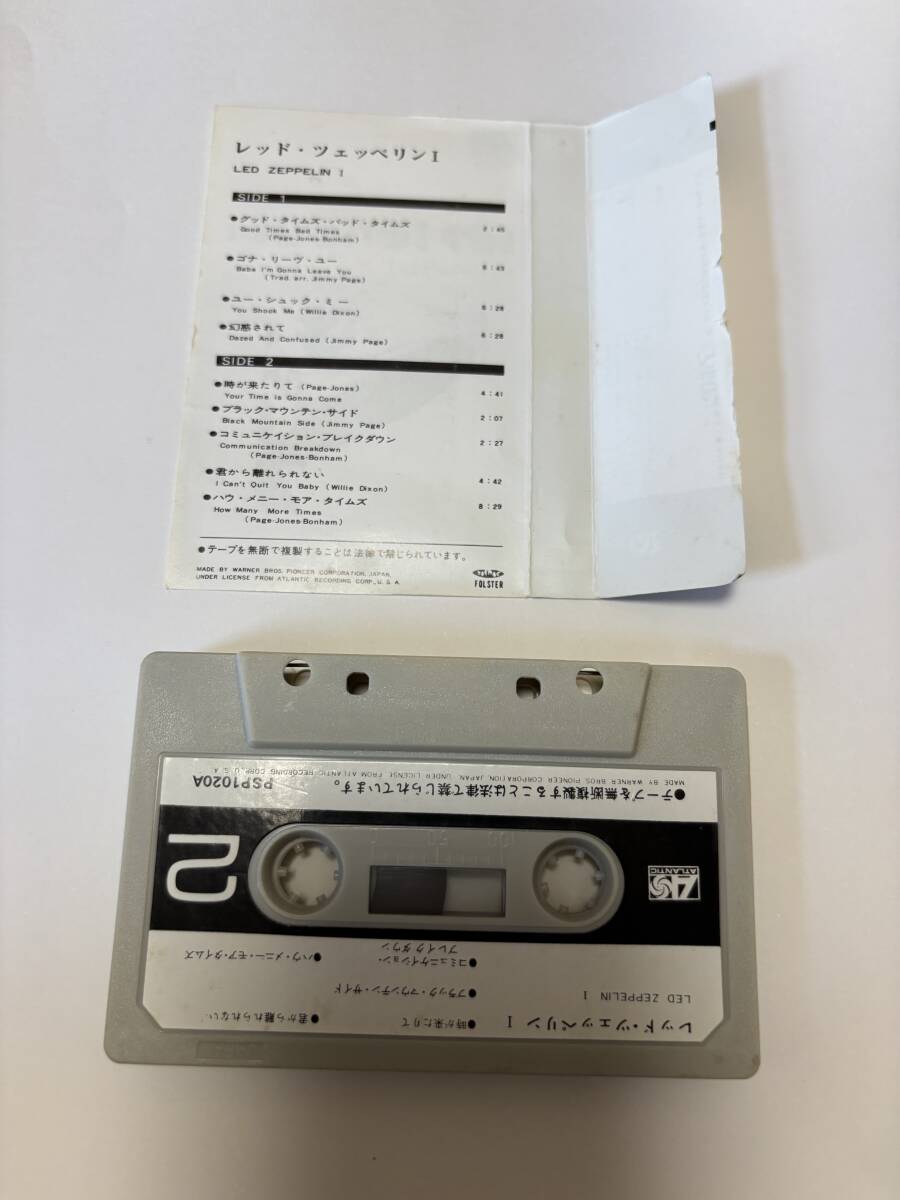 レッド・ツェッペリン I
LED ZEPPELIN I
SIDE 1
●グッド・タイムズ・バッド・タイムズ 2:45
Good Times Bad Times
(Page-Jones-Bonham)
●ゴナ・リーヴ・ユー 6:43
Babe I'm Gonna Leave You
(Trad. arr. Jimmy Page)
●ユー・シュック・ミー 6:28
You Shook Me (Willie Dixon)
●幻惑されて 6:28
Dazed And Confused (Jimmy Page)
SIDE 2
●時が来たりて (Page-Jones) 4:41
Your Time is Gonna Come
●ブラック・マウンテン・サイド 2:07
Black Mountain Side (Jimmy Page)
●コミュニケイション・ブレイクダウン 2:27
Communication Breakdown
(Page-Jones-Bonham)
●君から離れられない 4:42
I Can't Quit You Baby (Willie Dixon)
●ハウ・メニー・モア・タイムズ 8:29
How Many More Times
(Page-Jones-Bonham)
●テープを無断で複製することは法律で禁じられています。
MADE BY WARNER BROS. PIONEER CORPORATION, JAPAN.
UNDER LICENSE FROM ATLANTIC RECORDING CORP., U. S. A.
FOLSTER
レッド・ツェッペリン I
LED ZEPPELIN I
●時が来たりて
●ブラック・マウンテン・サイド
●コミュニケイション・
ブレイクダウン
●君から離れられない
●ハウ・メニー・モア・タイムズ
ATLANTIC
100 50
2
●テープを無断複製することは法律で禁じられています。
PSP1020A
MADE BY WARNER BROS. PIONEER CORPORATION, JAPAN. UNDER LICENSE FROM ATLANTIC RECORDING CORP., U. S. A.